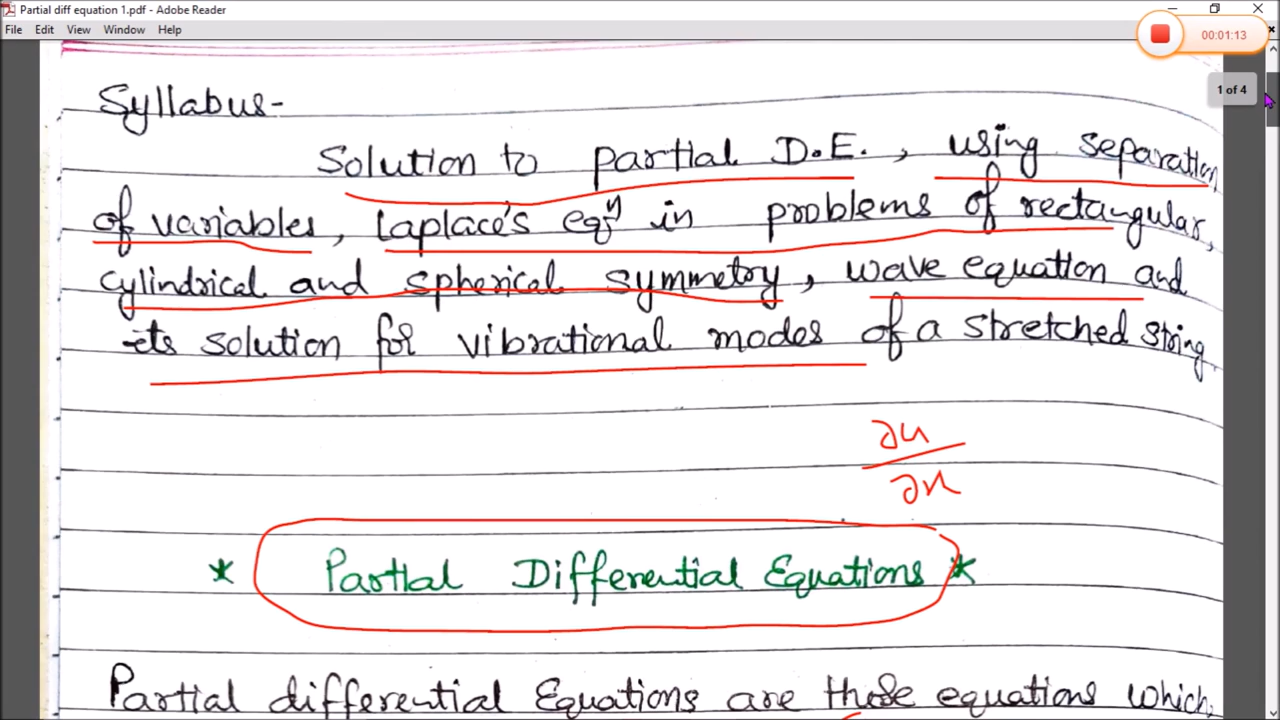 Partial diff equation 1.pdf - Adobe Reader
File Edit View Window Help
00:01:13
1 of 4
Syllabus-
Solution to partial D.E., using separation
of variables, Laplace's eqⁿ in problems of rectangular,
cylindrical and spherical symmetry, wave equation and
its solution for vibrational modes of a stretched string
∂u
∂x
* Partial Differential Equations *
Partial differential Equations are those equations which